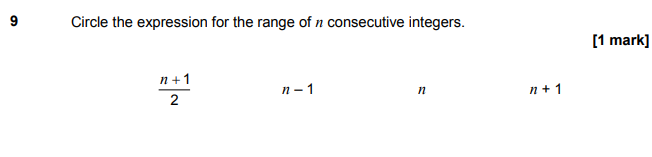 9 Circle the expression for the range of n consecutive integers.
[1 mark]
n + 1
2
n – 1
n
n + 1